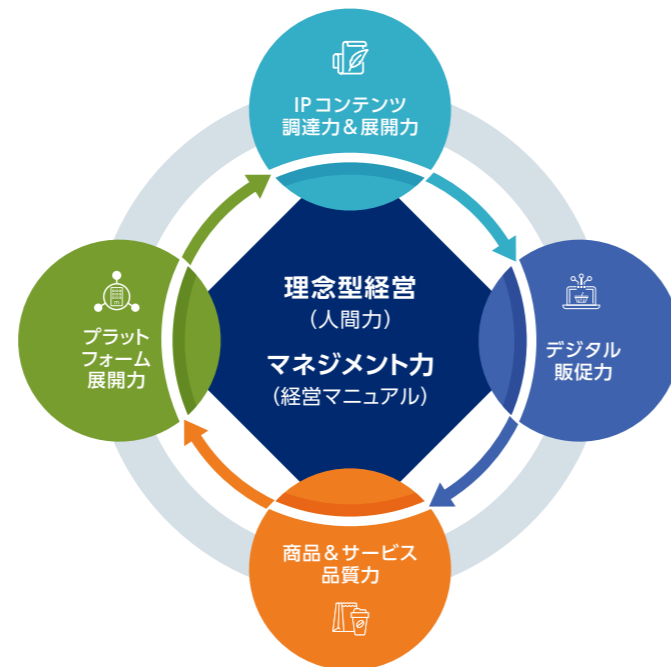 IPコンテンツ
調達力&展開力
理念型経営
(人間力)
マネジメント力
(経営マニュアル)
プラット
フォーム
展開力
デジタル
販促力
商品&サービス
品質力